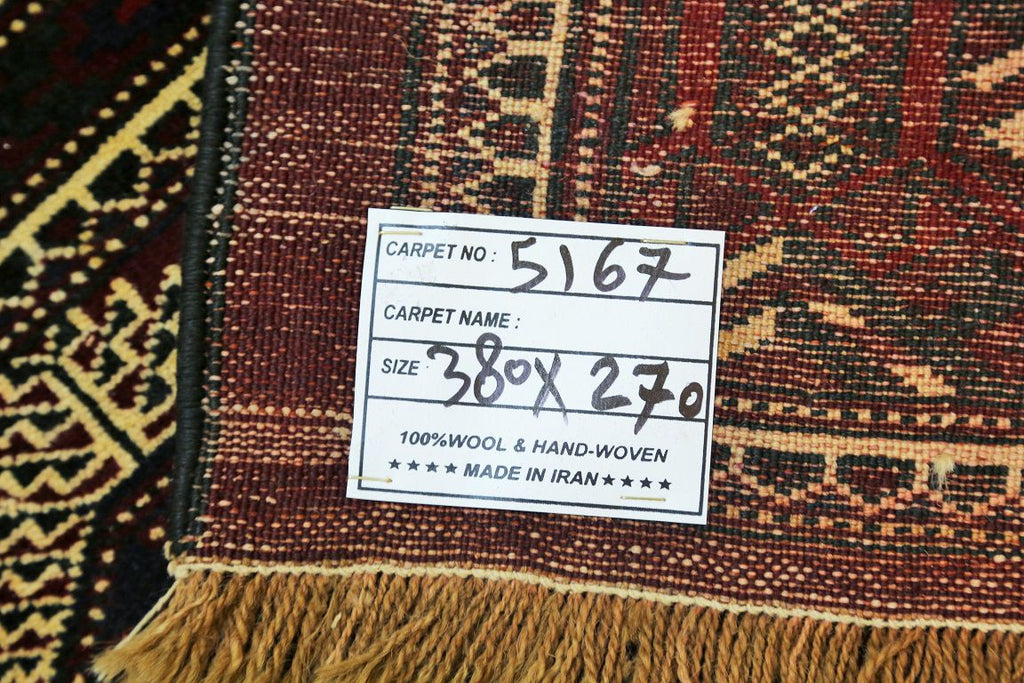 CARPET NO : 5167
CARPET NAME :
SIZE : 380X 270
100%WOOL & HAND-WOVEN
★★★★ MADE IN IRAN ★★★★